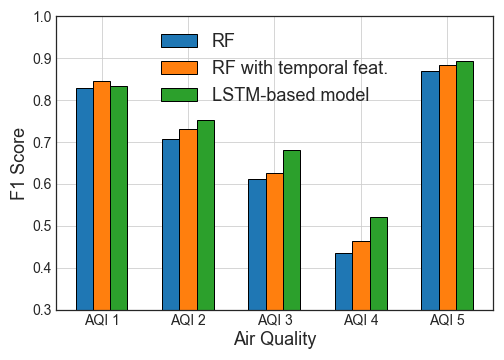 1.0
0.9
0.8
0.7
0.6
0.5
0.4
0.3
F1 Score
RF
RF with temporal feat.
LSTM-based model
AQI 1 AQI 2 AQI 3 AQI 4 AQI 5
Air Quality